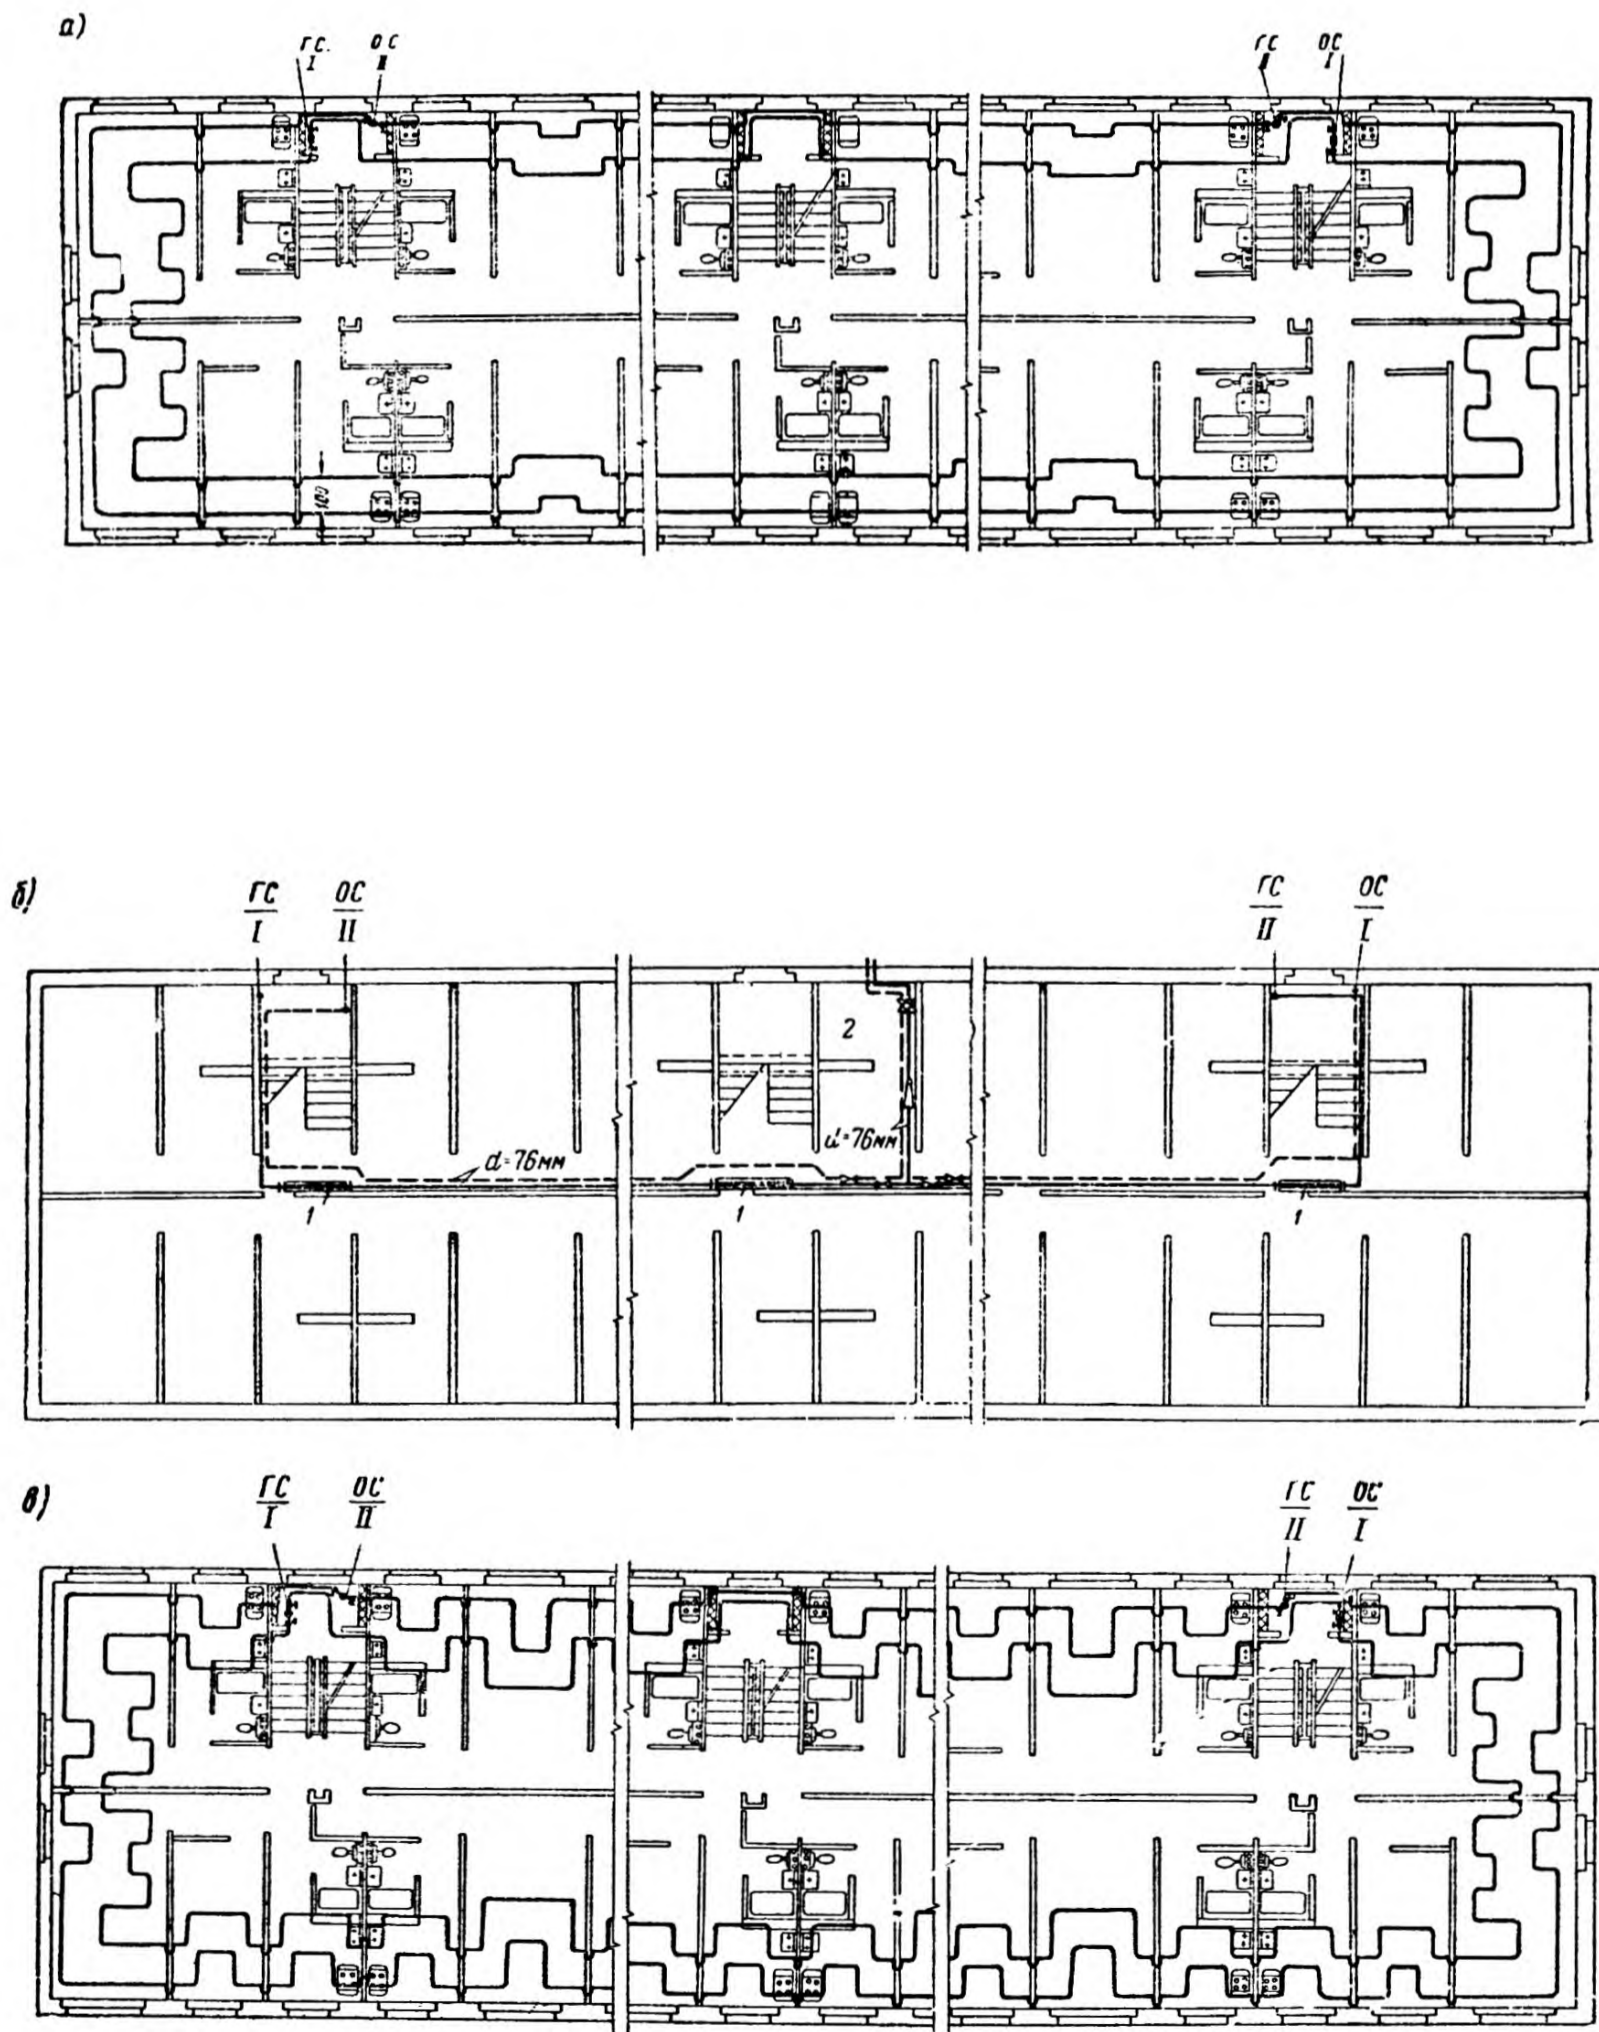 а)
гс. ос гс ос
I II II I
100
б)
ГС ОС ГС ОС
I II II I
2
d=76мм
d=76мм
1 1 1
в)
ГС ОС ГС ОС
I II II I